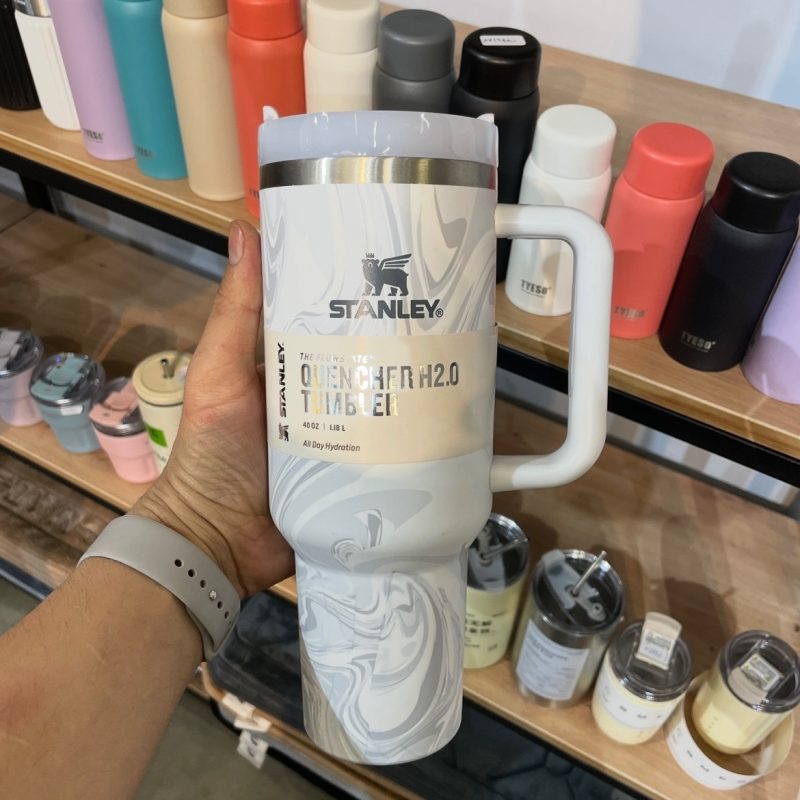 STANLEY®
STANLEY.
THE FLOWSTATE™
QUENCHER H2.0
TUMBLER
40 OZ | 1.18 L
All Day Hydration
TYESO
TYESO
TYESO
TYESO
TYESO